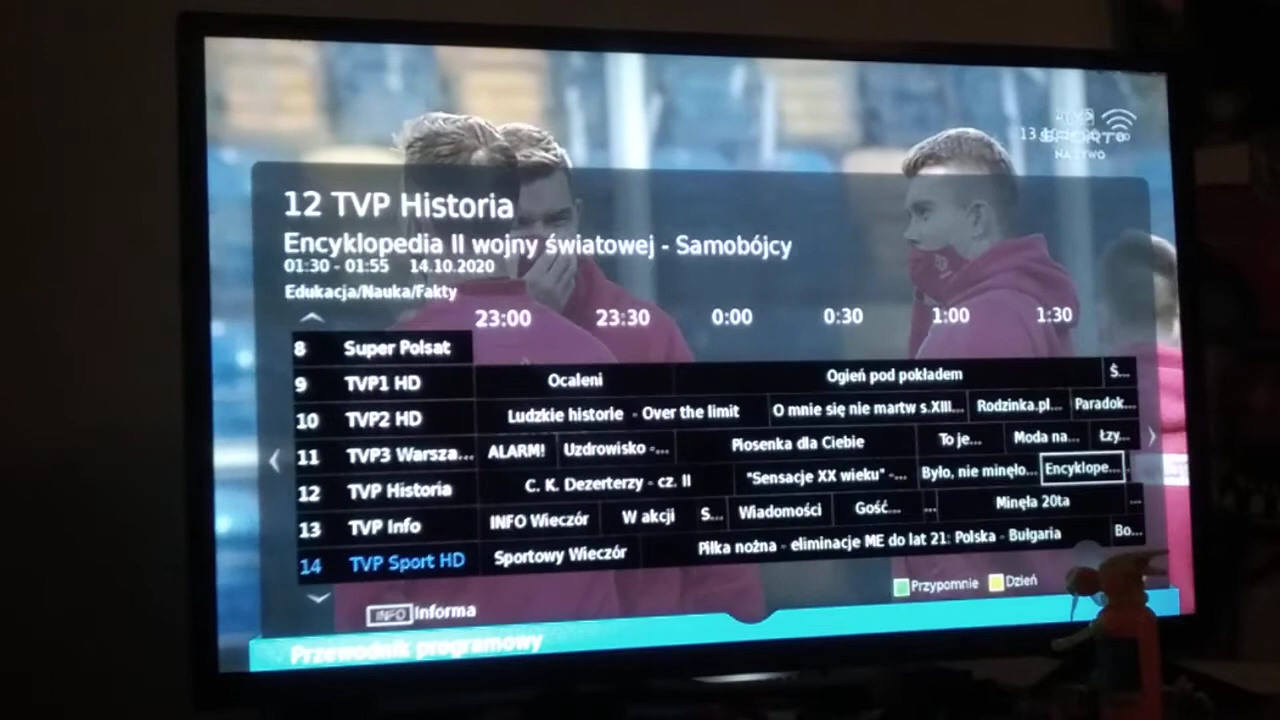 SPORT
NA ŻYWO
12 TVP Historia
Encyklopedia II wojny światowej - Samobójcy
01:30 - 01:55 14.10.2020
Edukacja/Nauka/Fakty
23:00 23:30 0:00 0:30 1:00 1:30
8 Super Polsat
9 TVP1 HD Ocaleni Ogień pod pokładem Ś...
10 TVP2 HD Ludzkie historie - Over the limit O mnie się nie martw s.XIII... Rodzinka.pl... Paradok...
11 TVP3 Warsza... ALARM! Uzdrowisko -... Piosenka dla Ciebie To je... Moda na... Łzy...
12 TVP Historia C. K. Dezerterzy - cz. II "Sensacje XX wieku" -... Było, nie minęło... Encyklope...
13 TVP Info INFO Wieczór W akcji S... Wiadomości Gość... ... Minęła 20ta ...
14 TVP Sport HD Sportowy Wieczór Piłka nożna - eliminacje ME do lat 21: Polska - Bułgaria Bo...
Przypomnie Dzień
INFO Informa
Przewodnik programowy